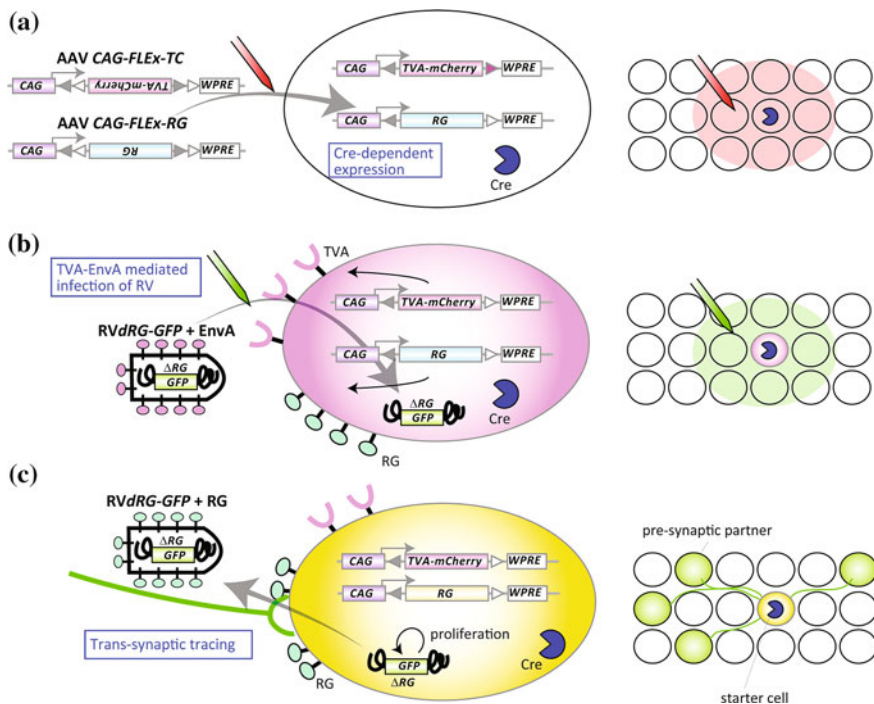 (a)
AAV CAG-FLEx-TC
CAG TVA-mCherry WPRE
AAV CAG-FLEx-RG
CAG RG WPRE
CAG TVA-mCherry WPRE
CAG RG WPRE
Cre-dependent
expression
Cre
(b)
TVA-EnvA mediated
infection of RV
RVdRG-GFP + EnvA
ΔRG
GFP
TVA
CAG TVA-mCherry WPRE
CAG RG WPRE
Cre
ΔRG
GFP
RG
(c)
RVdRG-GFP + RG
ΔRG
GFP
Trans-synaptic tracing
CAG TVA-mCherry WPRE
CAG RG WPRE
proliferation
GFP
ΔRG
Cre
RG
pre-synaptic partner
starter cell